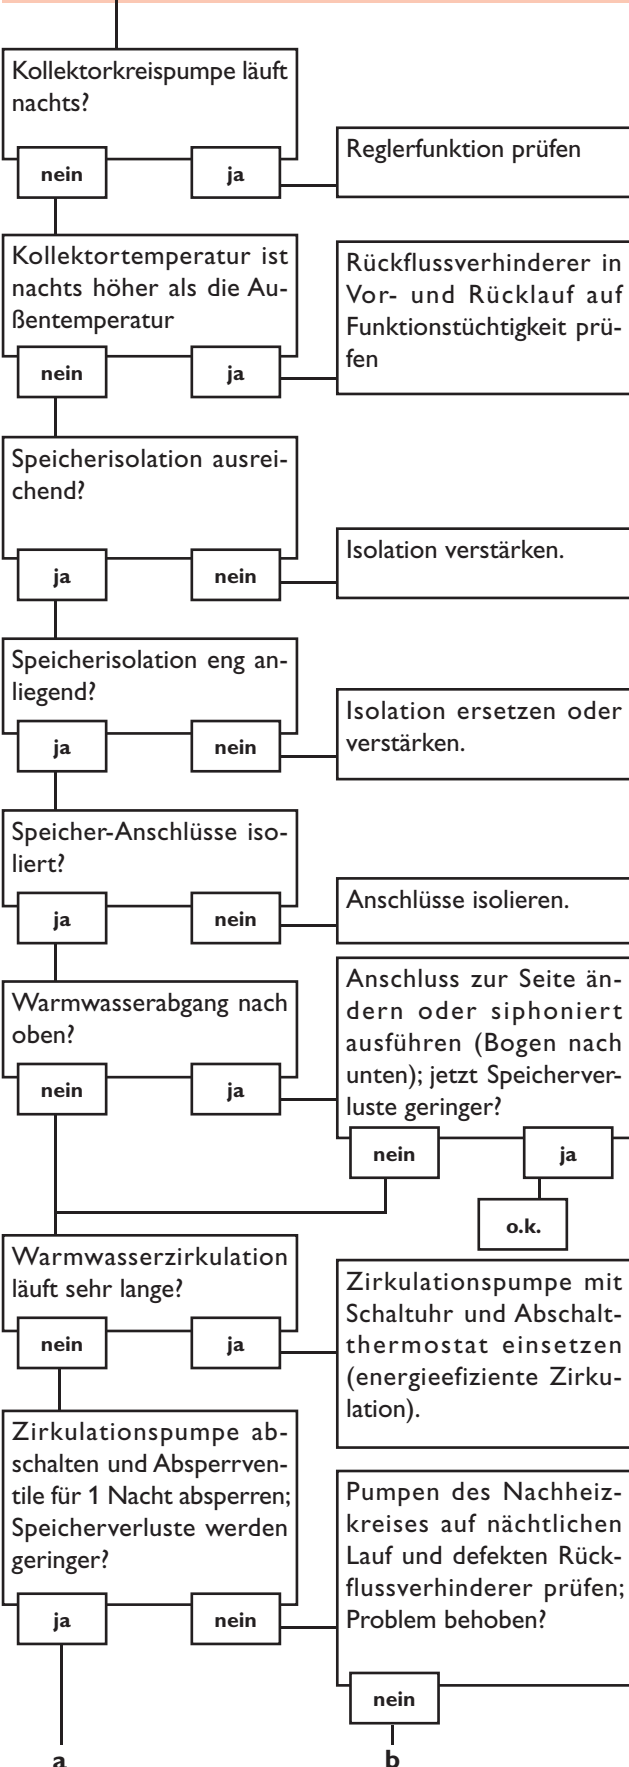 Kollektorkreispumpe läuft
nachts?
nein
ja
Reglerfunktion prüfen
Kollektortemperatur ist
nachts höher als die Au-
ßentemperatur
nein
ja
Rückflussverhinderer in
Vor- und Rücklauf auf
Funktionstüchtigkeit prü-
fen
Speicherisolation ausrei-
chend?
ja
nein
Isolation verstärken.
Speicherisolation eng an-
liegend?
ja
nein
Isolation ersetzen oder
verstärken.
Speicher-Anschlüsse iso-
liert?
ja
nein
Anschlüsse isolieren.
Warmwasserabgang nach
oben?
nein
ja
Anschluss zur Seite än-
dern oder siphoniert
ausführen (Bogen nach
unten); jetzt Speicherver-
luste geringer?
nein
ja
o.k.
Warmwasserzirkulation
läuft sehr lange?
nein
ja
Zirkulationspumpe mit
Schaltuhr und Abschalt-
thermostat einsetzen
(energieefiziente Zirku-
lation).
Zirkulationspumpe ab-
schalten und Absperrven-
tile für 1 Nacht absperren;
Speicherverluste werden
geringer?
ja
nein
Pumpen des Nachheiz-
kreises auf nächtlichen
Lauf und defekten Rück-
flussverhinderer prüfen;
Problem behoben?
nein
a
b